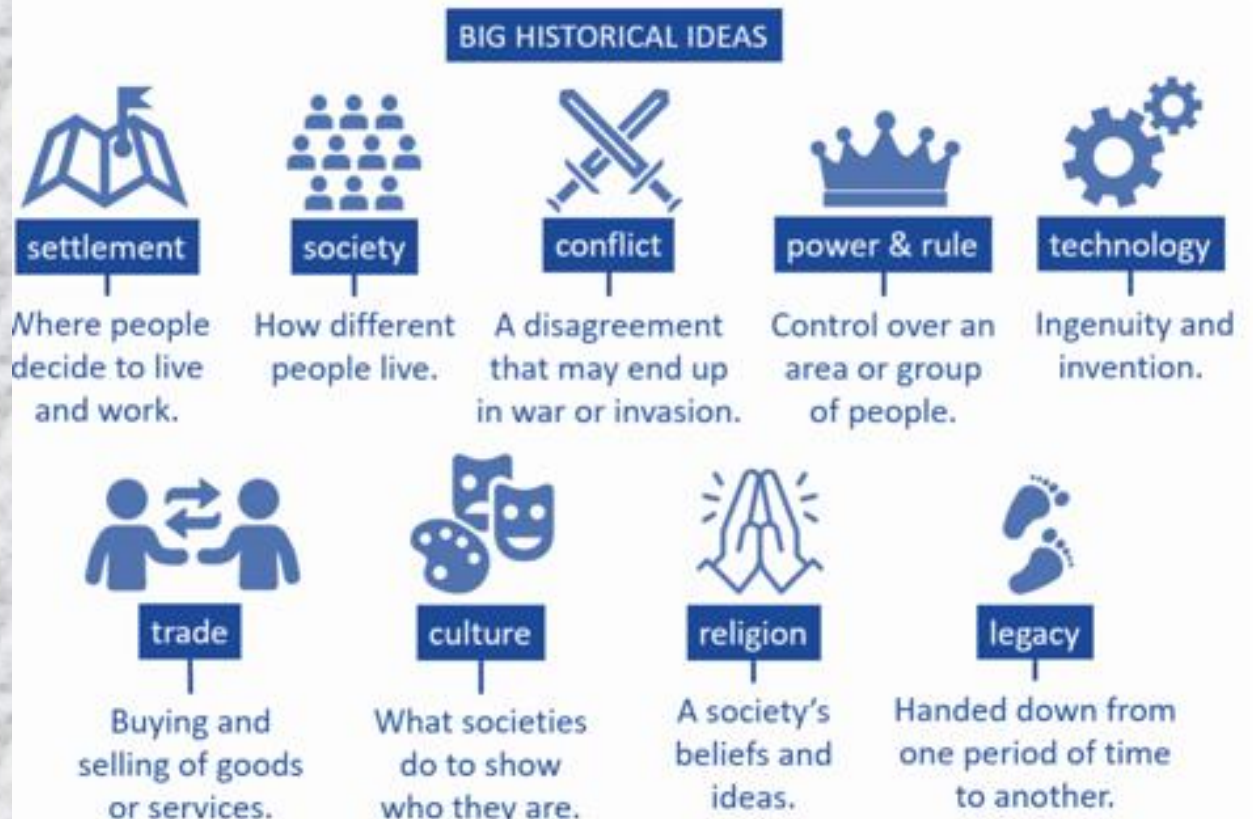 BIG HISTORICAL IDEAS
settlement
Where people
decide to live
and work.
society
How different
people live.
conflict
A disagreement
that may end up
in war or invasion.
power & rule
Control over an
area or group
of people.
technology
Ingenuity and
invention.
trade
Buying and
selling of goods
or services.
culture
What societies
do to show
who they are.
religion
A society's
beliefs and
ideas.
legacy
Handed down from
one period of time
to another.